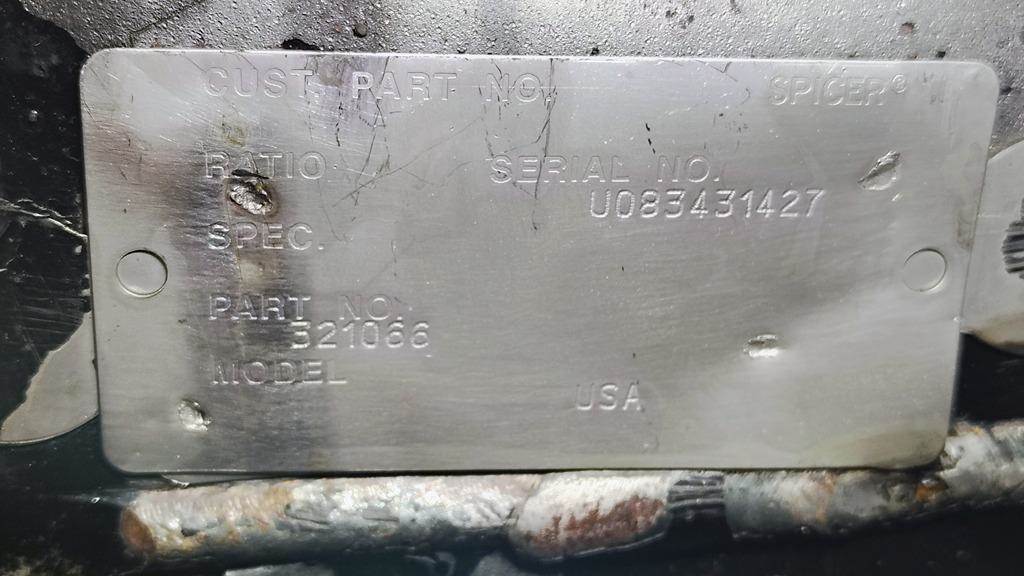 CUST. PART NO. SPICER®
RATIO SERIAL NO.
U083431427
SPEC.
PART NO.
321066
MODEL
USA